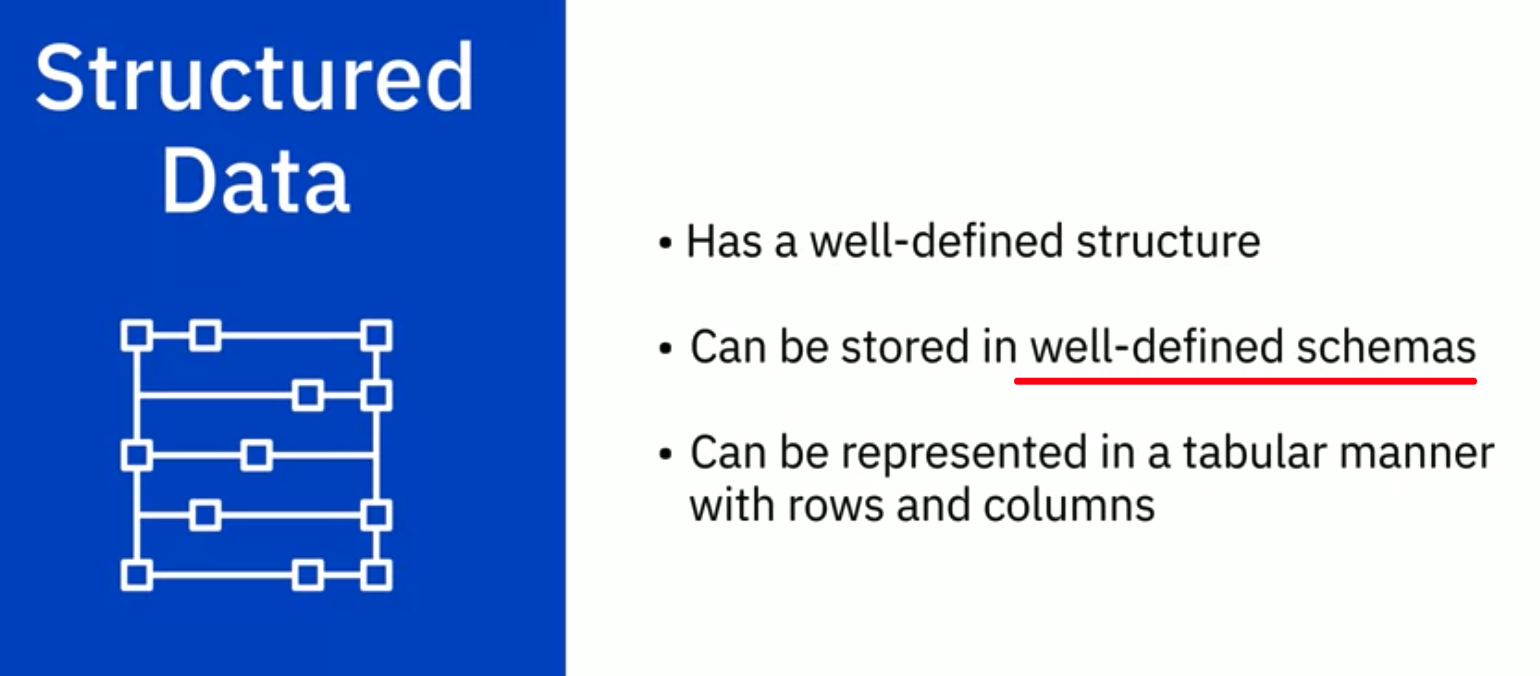 Structured
Data
• Has a well-defined structure
• Can be stored in well-defined schemas
• Can be represented in a tabular manner
with rows and columns